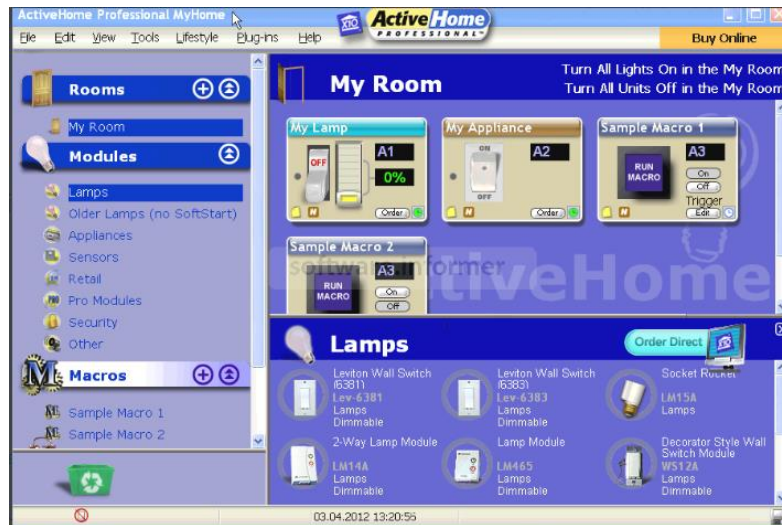 ActiveHome Professional MyHome
File Edit View Tools Lifestyle Plug-ins Help
X10
ActiveHome
PROFESSIONAL
Buy Online
Rooms
My Room
Modules
Lamps
Older Lamps (no SoftStart)
Appliances
Sensors
Retail
Pro Modules
Security
Other
Macros
Sample Macro 1
Sample Macro 2
My Room
Turn All Lights On in the My Room
Turn All Units Off in the My Room
My Lamp
OFF
A1
0%
Order
My Appliance
ON
OFF
A2
Order
Sample Macro 1
RUN
MACRO
A3
On
Off
Trigger
Edit
Sample Macro 2
RUN
MACRO
A3
On
Off
software.informer
ActiveHome
Lamps
Order Direct
Leviton Wall Switch
(6381)
Lev-6381
Lamps
Dimmable
Leviton Wall Switch
(6383)
Lev-6383
Lamps
Dimmable
Socket Rocket
LM15A
Lamps
2-Way Lamp Module
LM14A
Lamps
Dimmable
Lamp Module
LM465
Lamps
Dimmable
Decorator Style Wall
Switch Module
WS12A
Lamps
Dimmable
03.04.2012 13:20:56